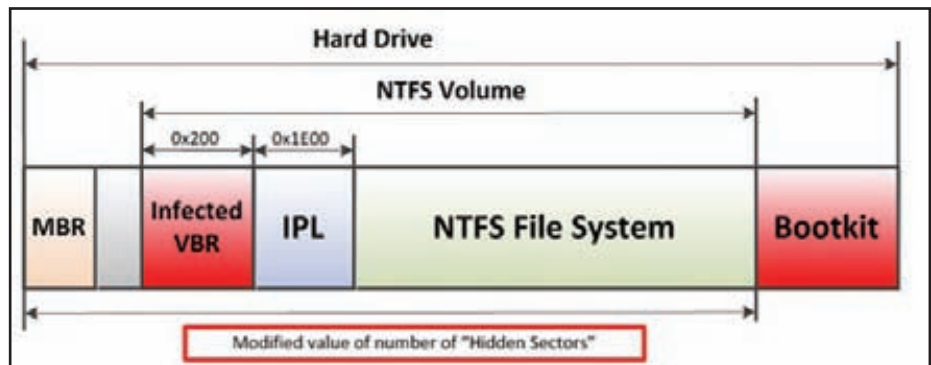 Hard Drive
NTFS Volume
0x200
0x1E00
MBR
Infected
VBR
IPL
NTFS File System
Bootkit
Modified value of number of "Hidden Sectors"